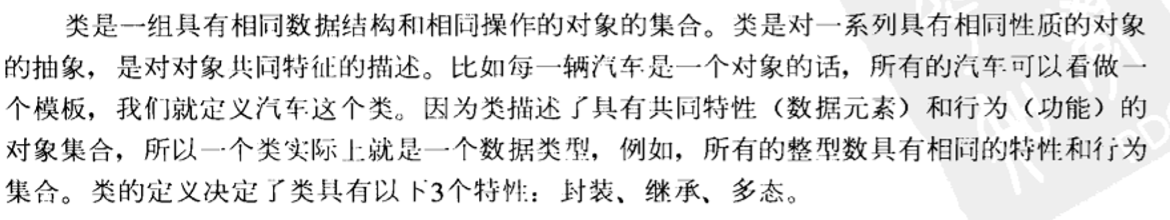 类是一组具有相同数据结构和相同操作的对象的集合。类是对一系列具有相同性质的对象
的抽象，是对对象共同特征的描述。比如每一辆汽车是一个对象的话，所有的汽车可以看做一
个模板，我们就定义汽车这个类。因为类描述了具有共同特性（数据元素）和行为（功能）的
对象集合，所以一个类实际上就是一个数据类型，例如，所有的整型数具有相同的特性和行为
集合。类的定义决定了类具有以下3个特性：封装、继承、多态。